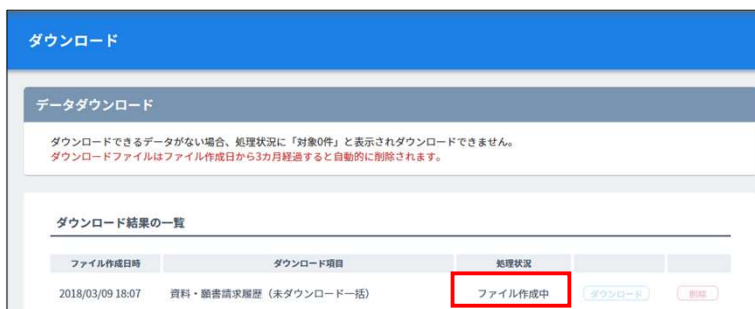 ダウンロード
データダウンロード
ダウンロードできるデータがない場合、処理状況に「対象0件」と表示されダウンロードできません。
ダウンロードファイルはファイル作成日から3カ月経過すると自動的に削除されます。
ダウンロード結果の一覧
ファイル作成日時 ダウンロード項目 処理状況
2018/03/09 18:07 資料・願書請求履歴（未ダウンロード一括） ファイル作成中 ダウンロード 削除